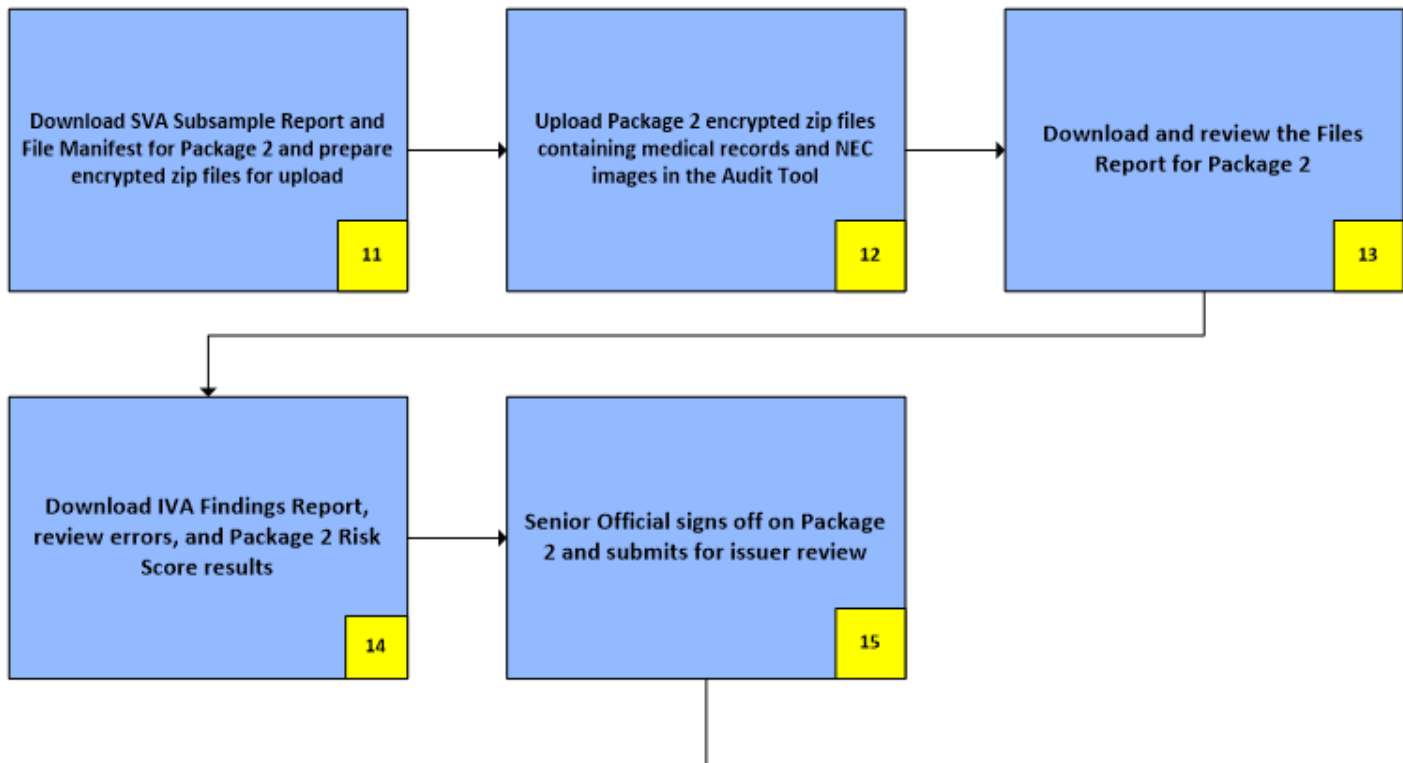 Download SVA Subsample Report and
File Manifest for Package 2 and prepare
encrypted zip files for upload
11
Upload Package 2 encrypted zip files
containing medical records and NEC
images in the Audit Tool
12
Download and review the Files
Report for Package 2
13
Download IVA Findings Report,
review errors, and Package 2 Risk
Score results
14
Senior Official signs off on Package
2 and submits for issuer review
15